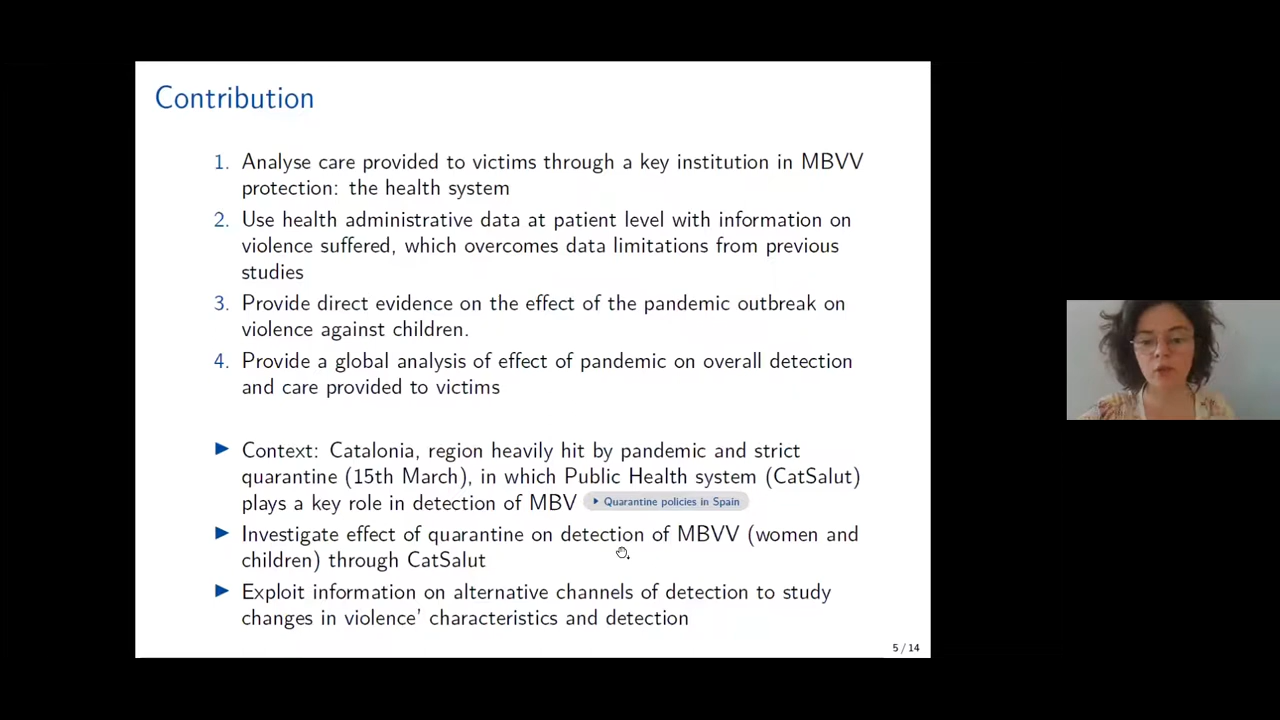 Contribution
1. Analyse care provided to victims through a key institution in MBVV
protection: the health system
2. Use health administrative data at patient level with information on
violence suffered, which overcomes data limitations from previous
studies
3. Provide direct evidence on the effect of the pandemic outbreak on
violence against children.
4. Provide a global analysis of effect of pandemic on overall detection
and care provided to victims
▶ Context: Catalonia, region heavily hit by pandemic and strict
quarantine (15th March), in which Public Health system (CatSalut)
plays a key role in detection of MBV ▶ Quarantine policies in Spain
▶ Investigate effect of quarantine on detection of MBVV (women and
children) through CatSalut
▶ Exploit information on alternative channels of detection to study
changes in violence' characteristics and detection
5 / 14